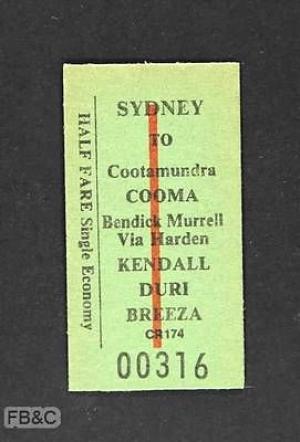 SYDNEY
TO
Cootamundra
COOMA
Bendick Murrell
Via Harden
KENDALL
DURI
BREEZA
CR174
00316
HALF FARE Single Economy
FB&C